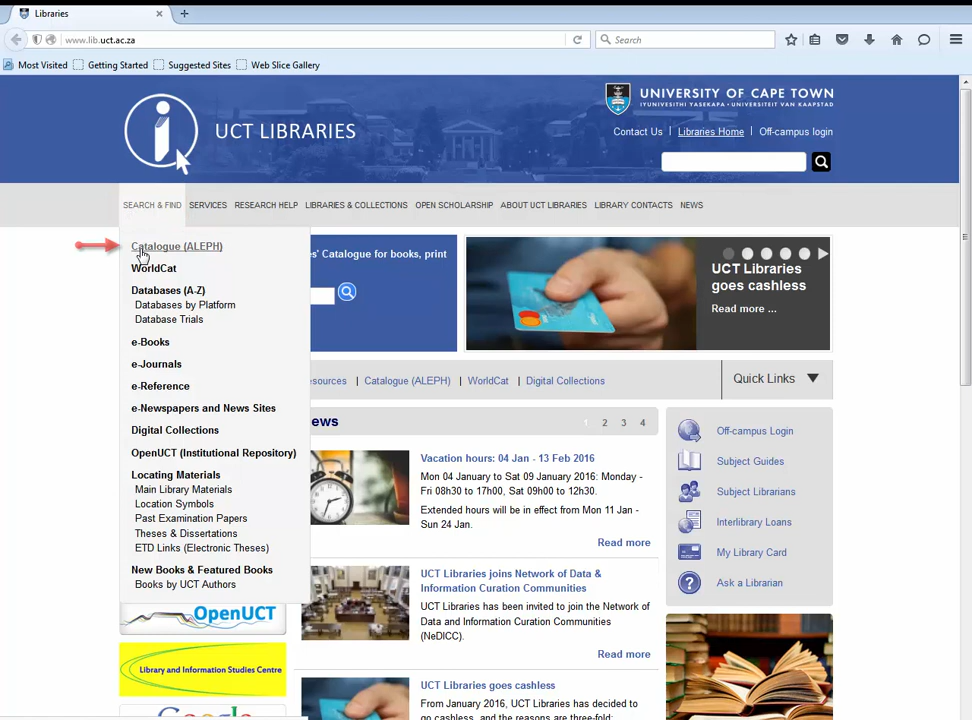 Libraries
www.lib.uct.ac.za
Search
Most Visited
Getting Started
Suggested Sites
Web Slice Gallery
UNIVERSITY OF CAPE TOWN
IYUNIVESITHI YASEKAPA • UNIVERSITEIT VAN KAAPSTAD
UCT LIBRARIES
Contact Us | Libraries Home | Off-campus login
SEARCH & FIND SERVICES RESEARCH HELP LIBRARIES & COLLECTIONS OPEN SCHOLARSHIP ABOUT UCT LIBRARIES LIBRARY CONTACTS NEWS
Catalogue (ALEPH)
WorldCat
Databases (A-Z)
Databases by Platform
Database Trials
e-Books
e-Journals
e-Reference
e-Newspapers and News Sites
Digital Collections
OpenUCT (Institutional Repository)
Locating Materials
Main Library Materials
Location Symbols
Past Examination Papers
Theses & Dissertations
ETD Links (Electronic Theses)
New Books & Featured Books
Books by UCT Authors
OpenUCT
Library and Information Studies Centre
Google
es' Catalogue for books, print
UCT Libraries
goes cashless
Read more ...
esources | Catalogue (ALEPH) | WorldCat | Digital Collections
Quick Links
ews
1 2 3 4
Vacation hours: 04 Jan - 13 Feb 2016
Mon 04 January to Sat 09 January 2016: Monday -
Fri 08h30 to 17h00, Sat 09h00 to 12h30.
Extended hours will be in effect from Mon 11 Jan -
Sun 24 Jan.
Read more
UCT Libraries joins Network of Data &
Information Curation Communities
UCT Libraries has been invited to join the Network of
Data and Information Curation Communities
(NeDICC).
Read more
UCT Libraries goes cashless
From January 2016, UCT Libraries has decided to
go cashless, and the reasons are three-fold:
Off-campus Login
Subject Guides
Subject Librarians
Interlibrary Loans
My Library Card
Ask a Librarian